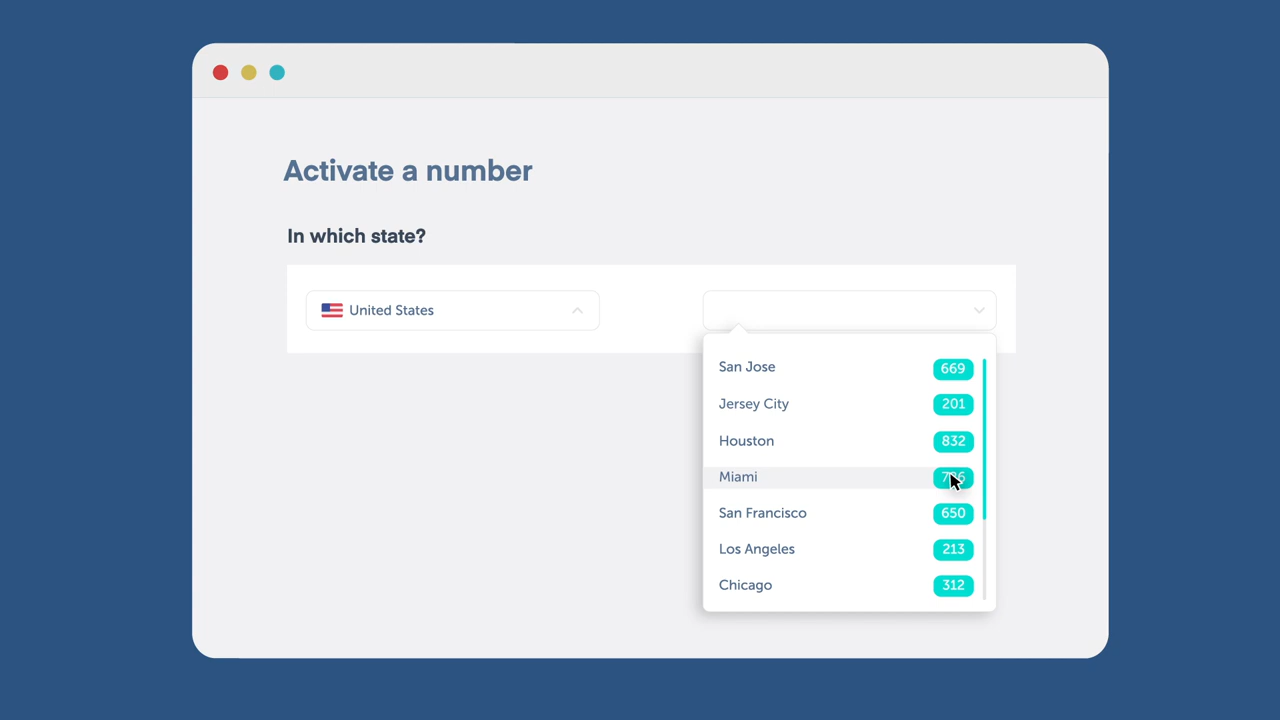 Activate a number
In which state?
United States
San Jose 669
Jersey City 201
Houston 832
Miami
San Francisco 650
Los Angeles 213
Chicago 312